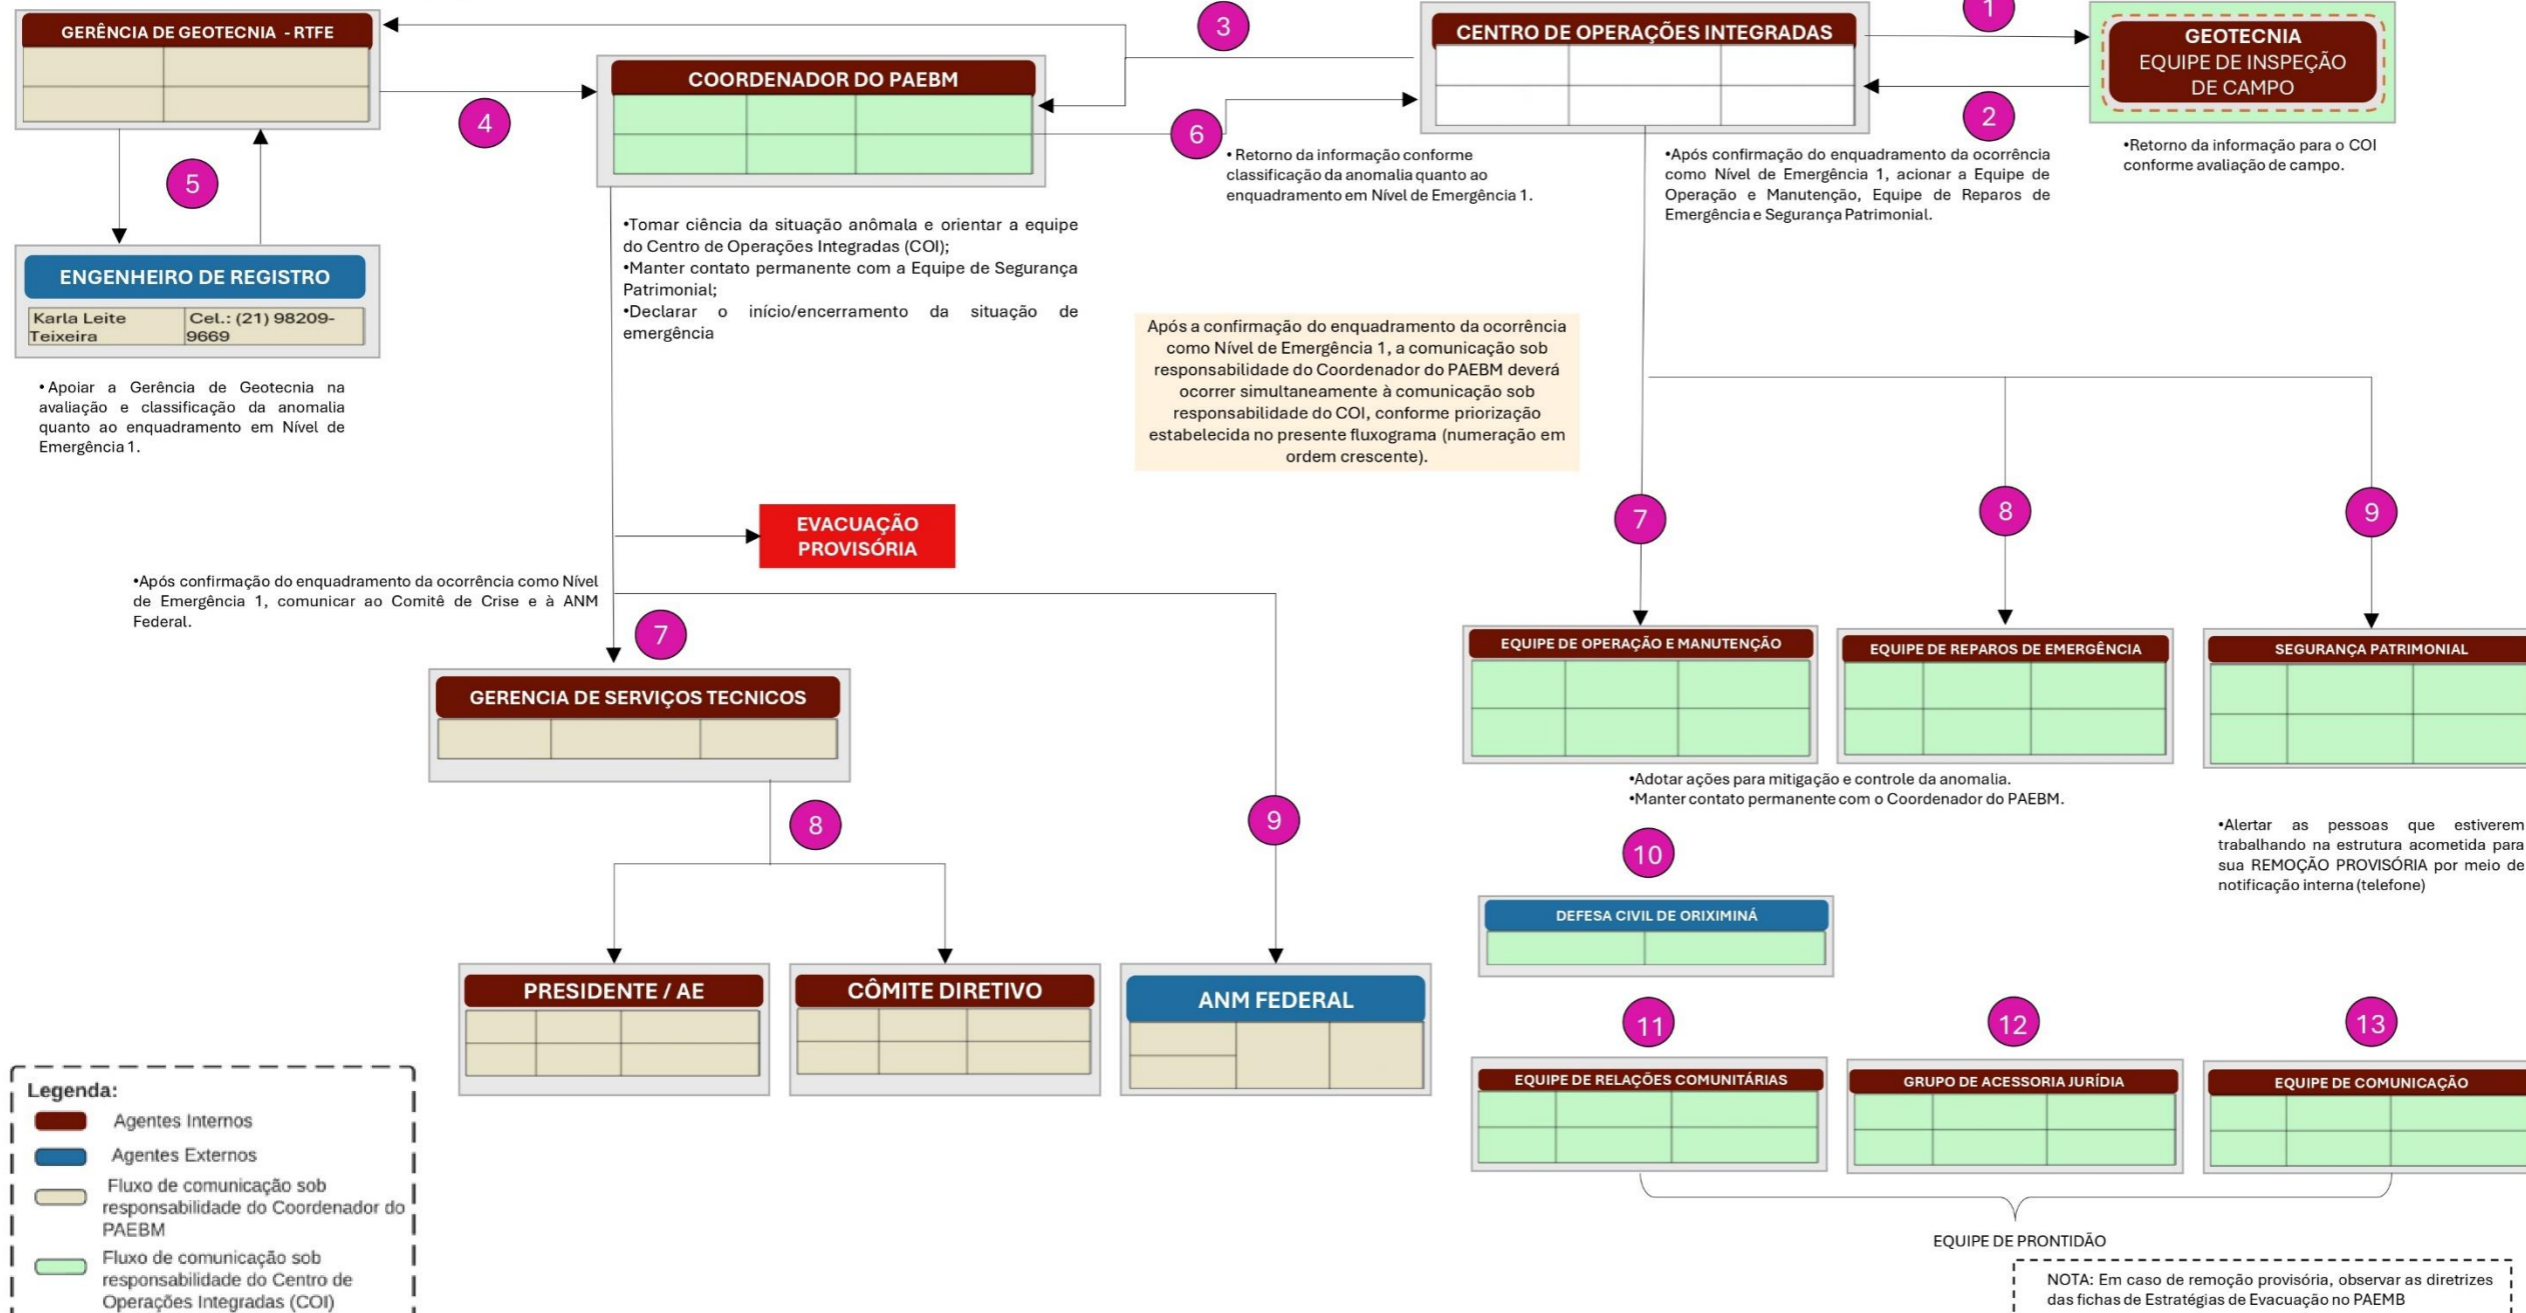 GERÊNCIA DE GEOTECNIA - RTFE
3
CENTRO DE OPERAÇÕES INTEGRADAS
1
GEOTECNIA
EQUIPE DE INSPEÇÃO
DE CAMPO
COORDENADOR DO PAEBM
4
6
2
5
•Retorno da informação para o COI
conforme avaliação de campo.
• Retorno da informação conforme
classificação da anomalia quanto ao
enquadramento em Nível de Emergência 1.
•Após confirmação do enquadramento da ocorrência
como Nível de Emergência 1, acionar a Equipe de
Operação e Manutenção, Equipe de Reparos de
Emergência e Segurança Patrimonial.
ENGENHEIRO DE REGISTRO
Karla Leite
Teixeira
Cel.: (21) 98209-
9669
•Tomar ciência da situação anômala e orientar a equipe
do Centro de Operações Integradas (COI);
•Manter contato permanente com a Equipe de Segurança
Patrimonial;
•Declarar o início/encerramento da situação de
emergência
• Apoiar a Gerência de Geotecnia na
avaliação e classificação da anomalia
quanto ao enquadramento em Nível de
Emergência 1.
Após a confirmação do enquadramento da ocorrência
como Nível de Emergência 1, a comunicação sob
responsabilidade do Coordenador do PAEBM deverá
ocorrer simultaneamente à comunicação sob
responsabilidade do COI, conforme priorização
estabelecida no presente fluxograma (numeração em
ordem crescente).
EVACUAÇÃO
PROVISÓRIA
7
8
9
•Após confirmação do enquadramento da ocorrência como Nível
de Emergência 1, comunicar ao Comitê de Crise e à ANM
Federal.
7
GERENCIA DE SERVIÇOS TECNICOS
EQUIPE DE OPERAÇÃO E MANUTENÇÃO
EQUIPE DE REPAROS DE EMERGÊNCIA
SEGURANÇA PATRIMONIAL
•Adotar ações para mitigação e controle da anomalia.
•Manter contato permanente com o Coordenador do PAEBM.
8
9
10
•Alertar as pessoas que estiverem
trabalhando na estrutura acometida para
sua REMOÇÃO PROVISÓRIA por meio de
notificação interna (telefone)
DEFESA CIVIL DE ORIXIMINÁ
PRESIDENTE / AE
CÔMITE DIRETIVO
ANM FEDERAL
11
12
13
EQUIPE DE RELAÇÕES COMUNITÁRIAS
GRUPO DE ACESSORIA JURÍDIA
EQUIPE DE COMUNICAÇÃO
EQUIPE DE PRONTIDÃO
Legenda:
Agentes Internos
Agentes Externos
Fluxo de comunicação sob
responsabilidade do Coordenador do
PAEBM
Fluxo de comunicação sob
responsabilidade do Centro de
Operações Integradas (COI)
NOTA: Em caso de remoção provisória, observar as diretrizes
das fichas de Estratégias de Evacuação no PAEMB